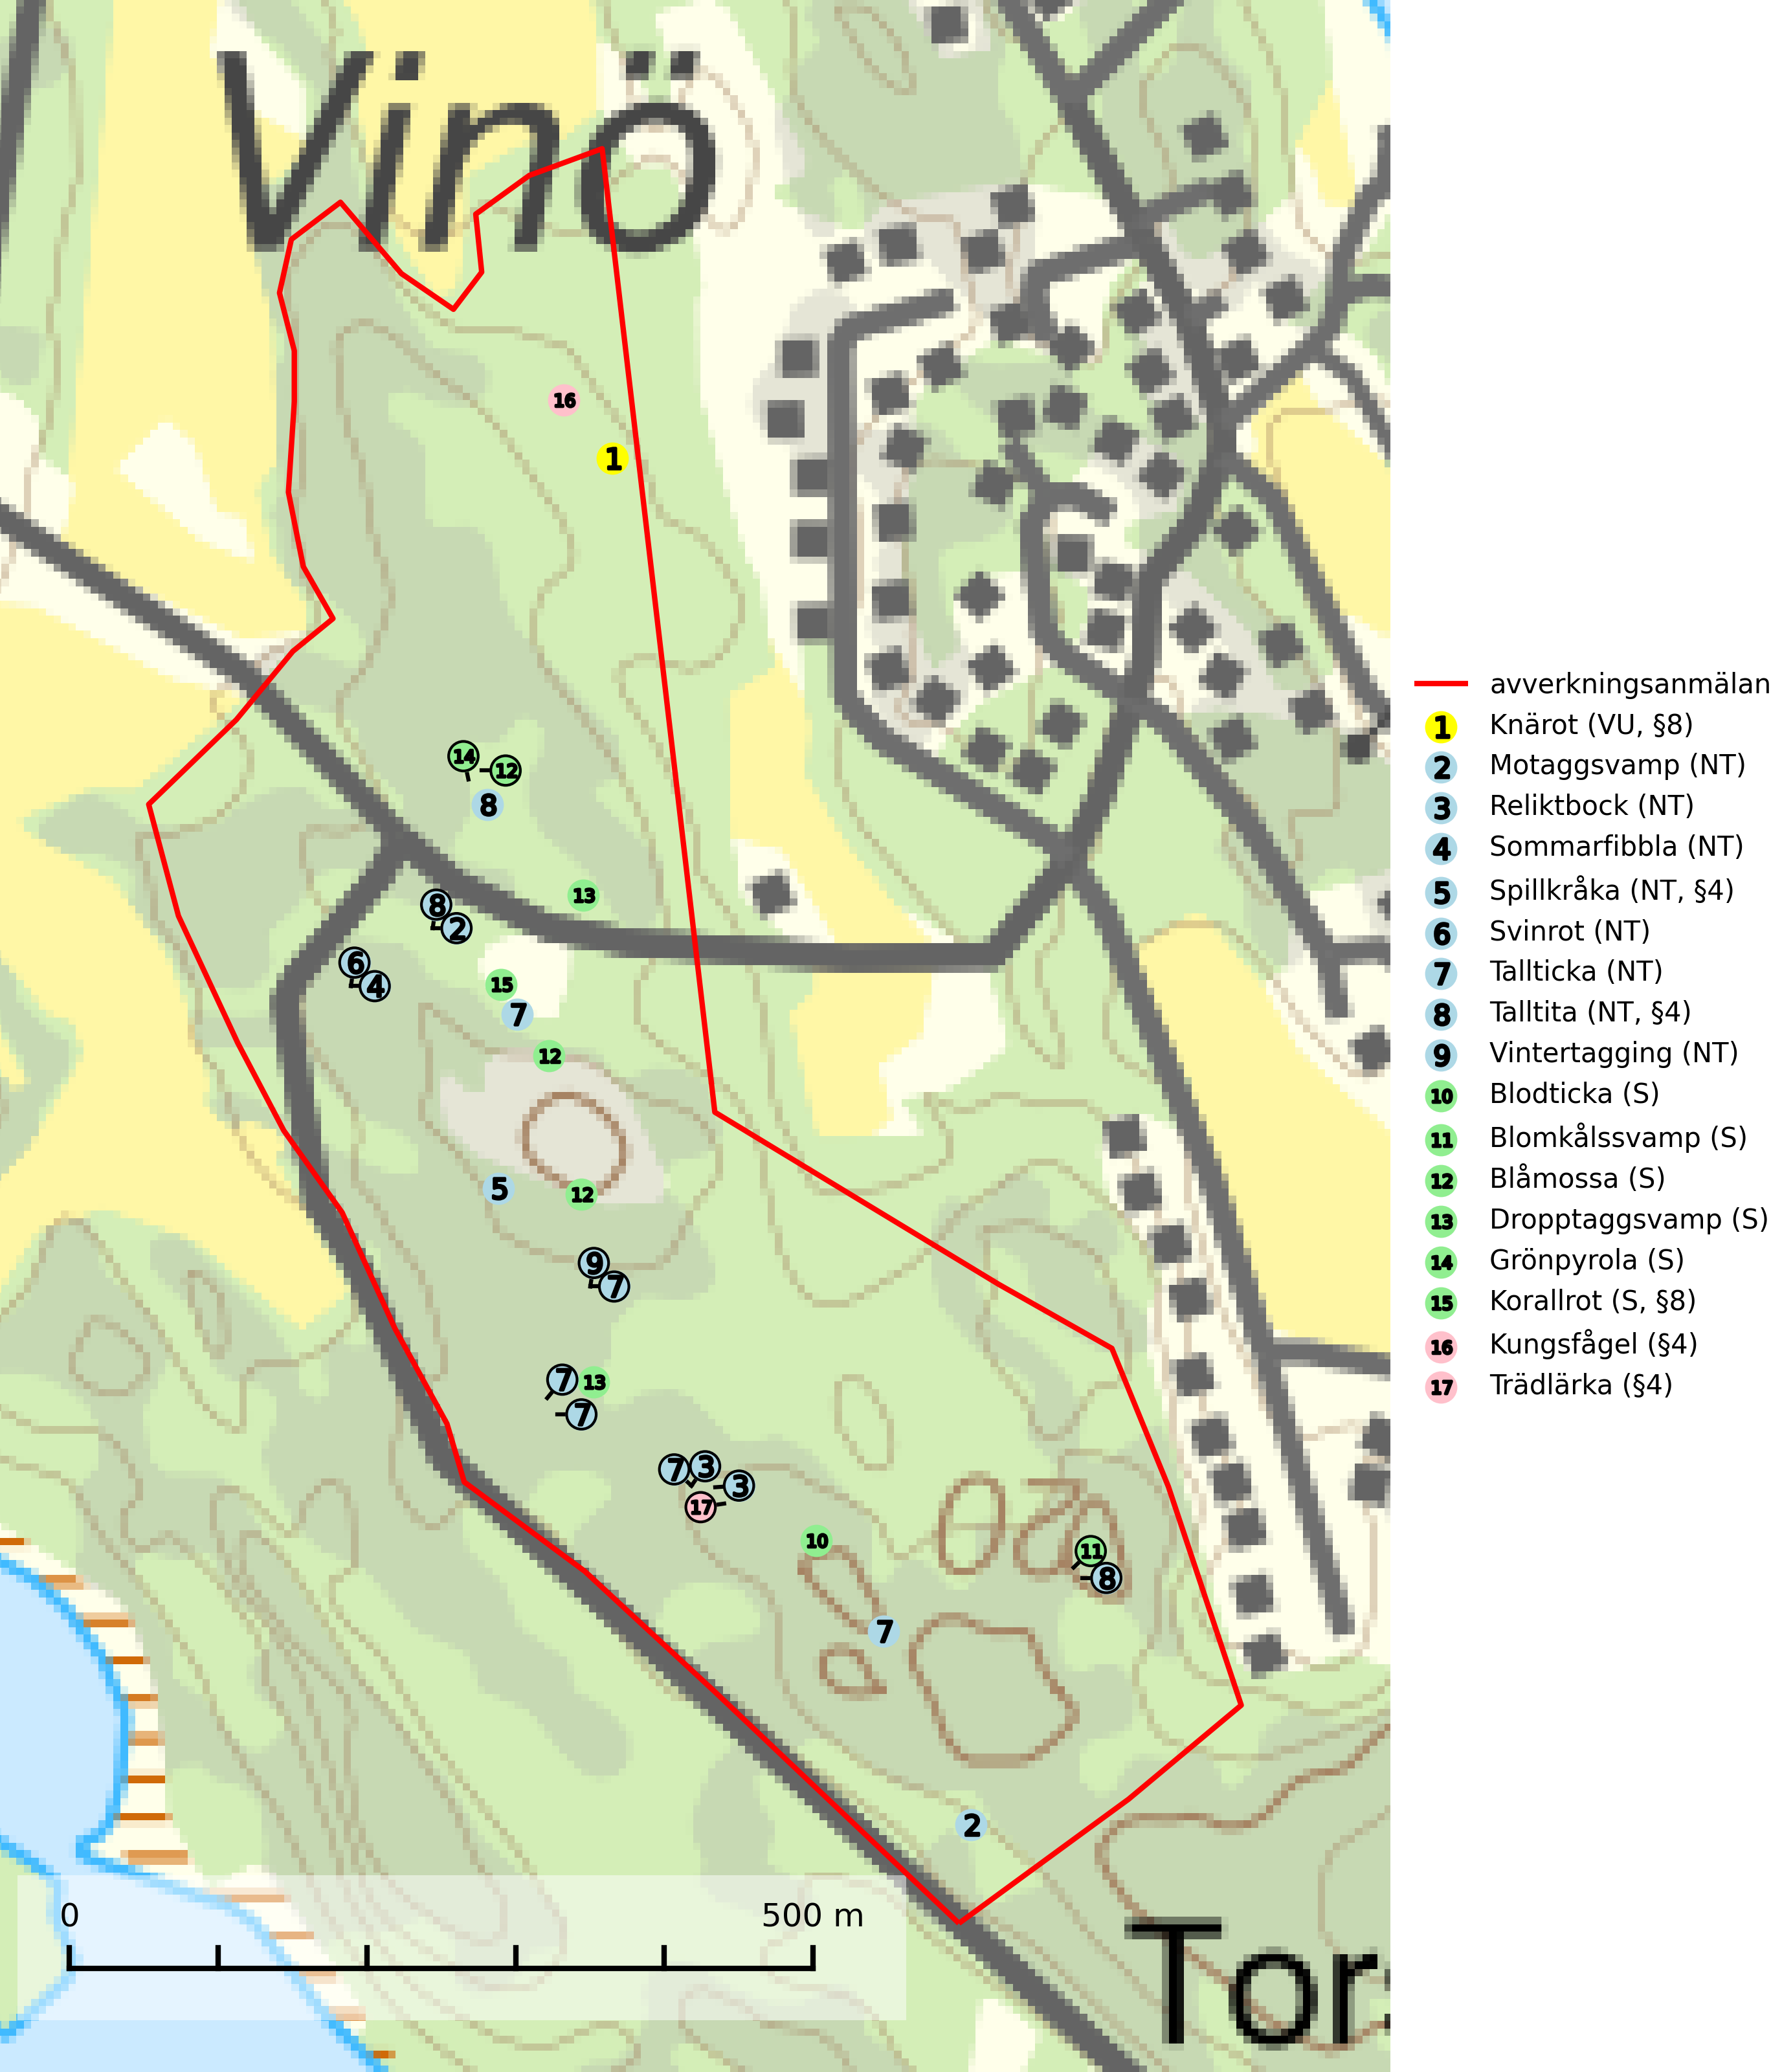 Vinö
16
1
14
12
8
13
8
2
6
4
15
7
12
5
12
9
7
7
13
7
7
3
3
17
10
11
8
7
2
0
500 m
Tor
avverkningsanmälan
1 Knärot (VU, §8)
2 Motaggsvamp (NT)
3 Reliktbock (NT)
4 Sommarfibbla (NT)
5 Spillkråka (NT, §4)
6 Svinrot (NT)
7 Tallticka (NT)
8 Talltita (NT, §4)
9 Vintertagging (NT)
10 Blodticka (S)
11 Blomkålssvamp (S)
12 Blåmossa (S)
13 Dropptaggsvamp (S)
14 Grönpyrola (S)
15 Korallrot (S, §8)
16 Kungsfågel (§4)
17 Trädlärka (§4)